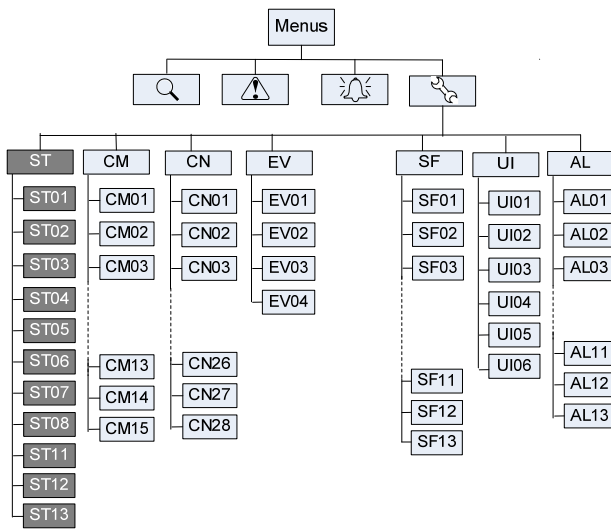 Menus
ST
CM
CN
EV
SF
UI
AL
ST01
ST02
ST03
ST04
ST05
ST06
ST07
ST08
ST11
ST12
ST13
CM01
CM02
CM03
CM13
CM14
CM15
CN01
CN02
CN03
CN26
CN27
CN28
EV01
EV02
EV03
EV04
SF01
SF02
SF03
SF11
SF12
SF13
UI01
UI02
UI03
UI04
UI05
UI06
AL01
AL02
AL03
AL11
AL12
AL13